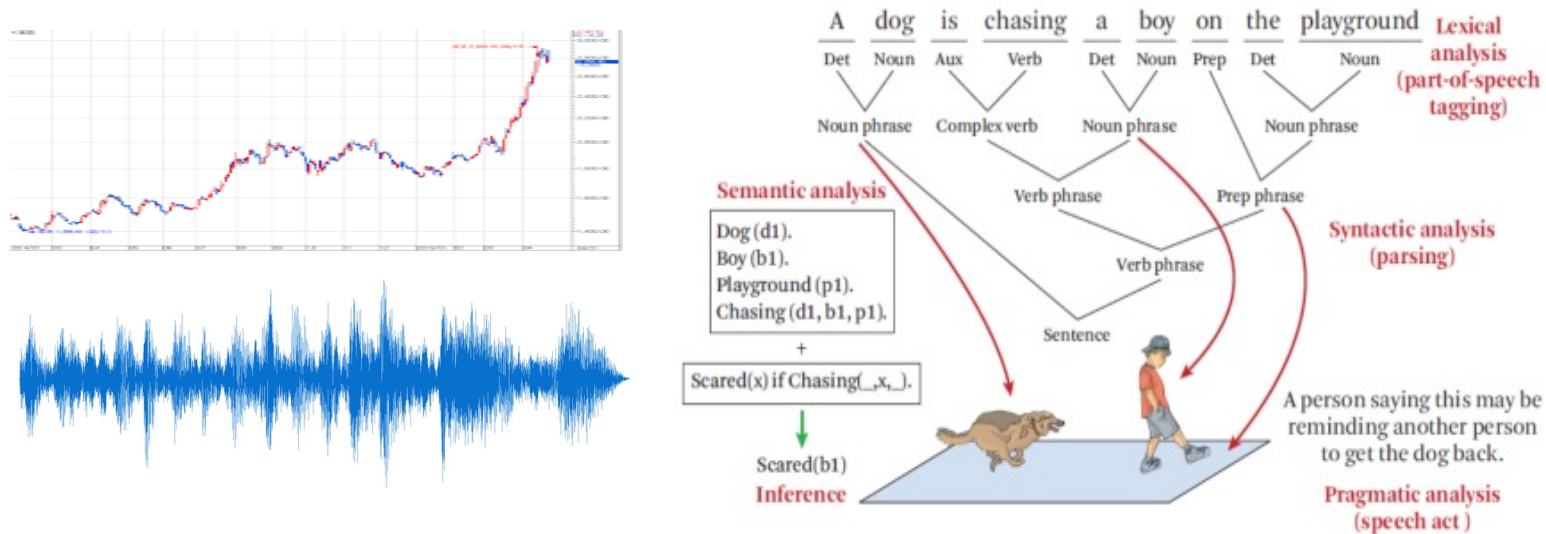 A dog is chasing a boy on the playground
Det Noun Aux Verb Det Noun Prep Det Noun
Lexical
analysis
(part-of-speech
tagging)
Noun phrase Complex verb Noun phrase Noun phrase
Semantic analysis
Verb phrase Prep phrase
Dog (d1).
Boy (b1).
Playground (p1).
Chasing (d1, b1, p1).
Syntactic analysis
(parsing)
Verb phrase
Sentence
+
Scared(x) if Chasing(_,x,_).
A person saying this may be
reminding another person
to get the dog back.
Scared(b1)
Inference
Pragmatic analysis
(speech act )